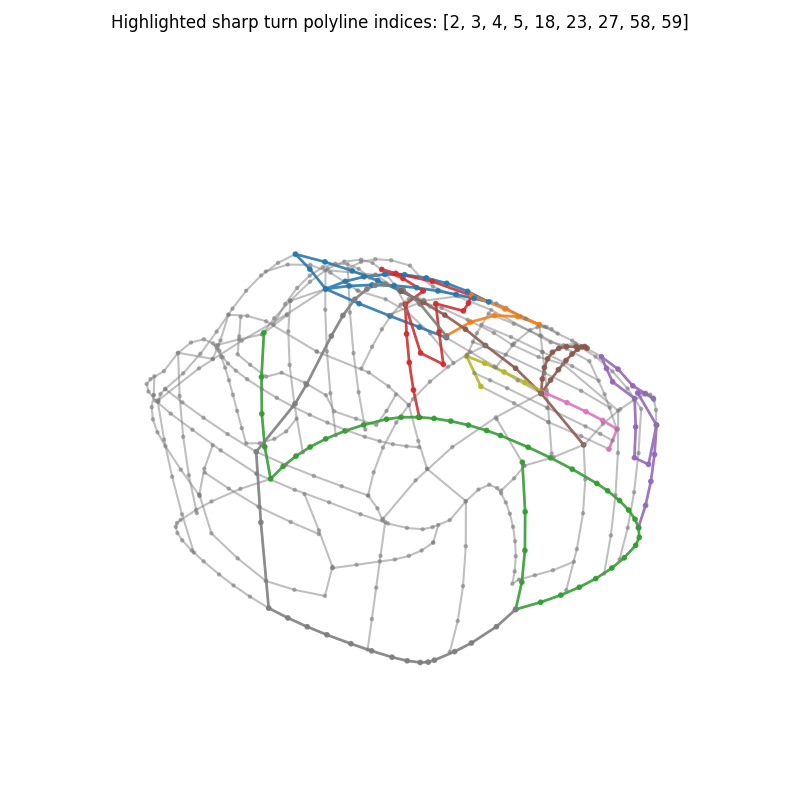 Highlighted sharp turn polyline indices: [2, 3, 4, 5, 18, 23, 27, 58, 59]